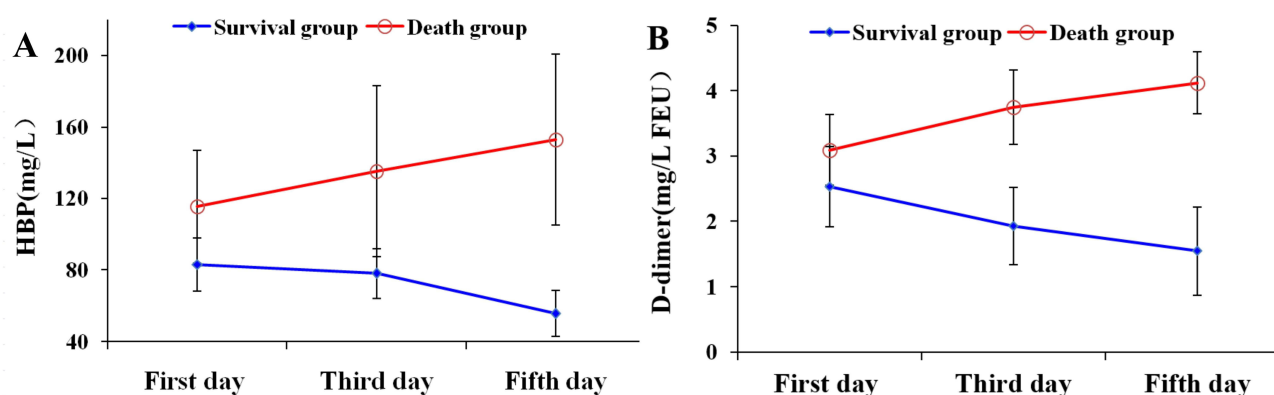 A
Survival group
Death group
200
160
120
80
40
HBP(mg/L）
First day
Third day
Fifth day
B
Survival group
Death group
5
4
3
2
1
0
D-dimer(mg/L FEU）
First day
Third day
Fifth day